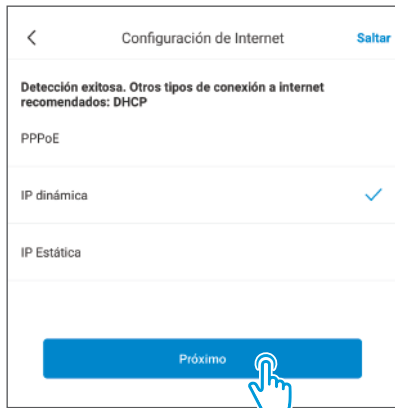 Configuración de Internet
Saltar
Detección exitosa. Otros tipos de conexión a internet
recomendados: DHCP
PPPoE
IP dinámica
IP Estática
Próximo